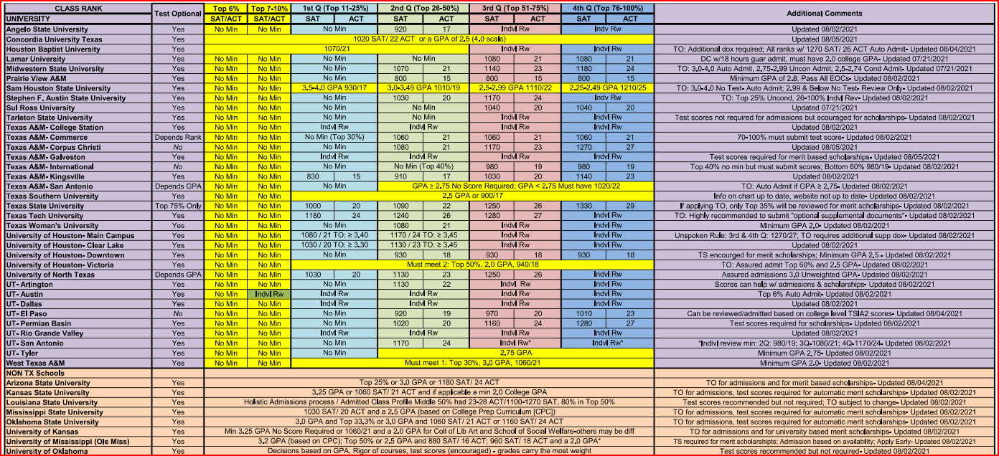 CLASS RANK Test Optional Top 6% Top 7-10% 1st Q (Top 11-25%) 2nd Q (Top 26-50%) 3rd Q (Top 51-75%) 4th Q (Top 76-100%) Additional Comments
UNIVERSITY SAT/ACT SAT/ACT SAT ACT SAT ACT SAT ACT SAT ACT
Angelo State University Yes No Min No Min No Min 920 17 Indvl Rw Indv Rw Updated 08/02/2021
Concordia University Texas Yes 1020 SAT/ 22 ACT or a GPA of 2.5 (4.0 scale) Updated 08/05/2021
Houston Baptist University Yes 1070/21 Indvl Rw Indvl Rw TO: Additional dox required; All ranks w/ 1270 SAT/ 26 ACT Auto Admit- Updated 08/04/2021
Lamar University Yes No Min No Min No Min No Min 1080 21 1080 21 DC w/18 hours guar admit, must have 2.0 college GPA- Updated 07/21/2021
Midwestern State University Yes No Min No Min No Min 1070 21 1140 23 1180 24 TO: 3.0-4.0 Auto Admit, 2.75-2.99 Uncon Admit; 2.5-2.74 Cond Admit- Updated 07/21/2021
Prairie View A&M Yes No Min No Min No Min 800 15 800 15 800 15 Minimum GPA of 2.8; Pass All EOCs- Updated 08/02/2021
Sam Houston State University Yes No Min No Min 3.5-4.0 GPA 930/17 3.0-3.49 GPA 1010/19 2.5-2.99 GPA 1110/22 2.25-2.49 GPA 1210/25 TO: 3.0-4.0 No Test- Auto Admit; 2.99 & Below No Test- Review Only- Updated 08/02/2021
Stephen F. Austin State University Yes No Min No Min No Min 1030 20 1170 24 Indv Rw TO: Top 25% Uncond, 26-100% Indvl Rev- Updated 08/02/2021
Sul Ross University Yes No Min No Min No Min No Min 1040 20 1040 20 Updated 07/21/2021
Tarleton State University Yes No Min No Min No Min No Min Indvl Rw Indvl Rw Test scores not required for admissions but ecouraged for scholarships- Updated 08/02/2021
Texas A&M- College Station Yes No Min No Min Indvl Rw Indvl Rw Indvl Rw Indvl Rw Updated 08/02/2021
Texas A&M- Commerce Depends Rank No Min No Min No Min (Top 30%) 1060 21 1060 21 1060 21 70-100% must submit test score- Updated 08/02/2021
Texas A&M- Corpus Christi No No Min No Min No Min 1080 21 1170 23 1270 27 Updated 08/05/2021
Texas A&M- Galveston Yes No Min No Min Indvl Rw Indvl Rw Indvl Rw Indvl Rw Test scores required for merit based scholarships- Updated 08/05/2021
Texas A&M- International No No Min No Min No Min No Min (Top 40%) 980 19 980 19 Top 40% no min but must submit scores; Bottom 60% 980/19- Updated 08/02/2021
Texas A&M- Kingsville Yes No Min No Min 830 15 910 17 1030 20 1140 23 Updated 08/02/2021
Texas A&M- San Antonio Depends GPA No Min No Min No Min GPA ≥ 2.75 No Score Required; GPA < 2.75 Must have 1020/22 TO: Auto Admit if GPA ≥ 2.75- Updated 08/02/2021
Texas Southern University Yes 2.5 GPA or 900/17 Info on chart up to date, website not up to date- Updated 08/02/2021
Texas State University Top 75% Only No Min No Min 1000 20 1090 22 1250 26 1330 29 If applying TO, only Top 35% will be reviewed for merit scholarships- Updated 08/02/2021
Texas Tech University Yes No Min No Min 1180 24 1240 26 1280 27 Indvl Rw TO: Highly recommended to submit "optional supplemental documents"- Updated 08/02/2021
Texas Woman's University Yes No Min No Min No Min 1080 21 Indvl Rw Indvl Rw Minimum GPA 2.0- Updated 08/02/2021
University of Houston- Main Campus Yes No Min No Min 1080 / 21 TO: ≥ 3.40 1170 / 24 TO: ≥ 3.45 Indvl Rw Indvl Rw Unspoken Rule: 3rd & 4th Q: 1270/27; TO requires additional supp dox- Updated 08/02/2021
University of Houston- Clear Lake Yes No Min No Min 1030 / 20 TO: ≥ 3.30 1130 / 23 TO: ≥ 3.45 Indvl Rw Indvl Rw Updated 08/02/2021
University of Houston- Downtown Yes No Min No Min No Min 930 18 930 18 930 18 TS encourged for merit scholarships; Minimum GPA 2.5 - Updated 08/02/2021
University of Houston- Victoria Yes No Min No Min Must meet 2: Top 50%, 2.0 GPA, 940/18 TO: Assured admit Top 60% and 2.5 GPA- Updated 08/02/2021
University of North Texas Depends GPA No Min No Min 1030 20 1130 23 1250 26 Indvl Rw Assured admissions 3.0 Unweighted GPA- Updated 08/02/2021
UT- Arlington Yes No Min No Min No Min 1130 22 Indvl Rw Indvl Rw Scores can help w/ admissions & scholarships- Updated 08/02/2021
UT- Austin Yes No Min Indvl Rw Indvl Rw Indvl Rw Indvl Rw Indvl Rw Top 6% Auto Admit- Updated 08/02/2021
UT- Dallas Yes No Min No Min Indvl Rw Indvl Rw Indvl Rw Indvl Rw Updated 08/02/2021
UT- El Paso No No Min No Min No Min 920 19 970 20 1010 23 Can be reviewed/admitted based on college level TSIA2 scores- Updated 08/04/2021
UT- Permian Basin Yes No Min No Min No Min 1020 20 1160 24 1280 27 Test scores required for scholarships- Updated 08/02/2021
UT- Rio Grande Valley Yes No Min No Min Indvl Rw Indvl Rw Indvl Rw Indvl Rw Updated 08/02/2021
UT- San Antonio Yes No Min No Min No Min 1170 24 Indvl Rw* Indvl Rw* *Indvl review min: 2Q: 980/19; 3Q-1080/21; 4Q-1170/24- Updated 08/02/2021
UT- Tyler Yes No Min No Min No Min 2.75 GPA Minimum GPA 2.75- Updated 08/02/2021
West Texas A&M Yes No Min No Min Must meet 1: Top 30%, 3.0 GPA, 1060/21 Minimum GPA 2.0- Updated 08/02/2021
NON TX Schools
Arizona State University Yes Top 25% or 3.0 GPA or 1180 SAT/ 24 ACT TO for admissions and for merit based scholarships- Updated 08/04/2021
Kansas State University Yes 3.25 GPA or 1060 SAT/ 21 ACT and if applicable a min 2.0 College GPA TO for admissions, test scores required for automatic merit scholarships- Updated 08/02/2021
Louisiana State University Yes Holistic Admissions process / Admitted Class Profile Middle 50% had 23-28 ACT/1100-1270 SAT, 80% in Top 50% Test scores recommended but not required; TO subject to change- Updated 08/02/2021
Mississippi State University Yes 1030 SAT/ 20 ACT and a 2.5 GPA (based on College Prep Curriculum [CPC]) TO for admissions, test scores required for automatic merit scholarships- Updated 08/02/2021
Oklahoma State University Yes 3.0 GPA and Top 33.3% or 3.0 GPA and 1060 SAT/ 21 ACT or 1160 SAT/ 24 ACT TO for admissions, test scores required for automatic merit scholarships- Updated 08/02/2021
University of Kansas Yes Min 3.25 GPA No Score Required or 1060/21 and a 2.0 GPA for Coll of Lib Art and School of Social Welfare-others may be diff TO for admissions and for university based merit scholarships- Updated 08/02/2021
University of Mississippi (Ole Miss) Yes 3.2 GPA (based on CPC); Top 50% or 2.5 GPA and 880 SAT/ 16 ACT; 960 SAT/ 18 ACT and a 2.0 GPA* TS required for merit scholarships; Admission based on availability; Apply Early- Updated 08/02/2021
University of Oklahoma Yes Decisions based on GPA, Rigor of courses, test scores (encouraged) - grades carry the most weight Test scores recommended but not required- Updated 08/02/2021